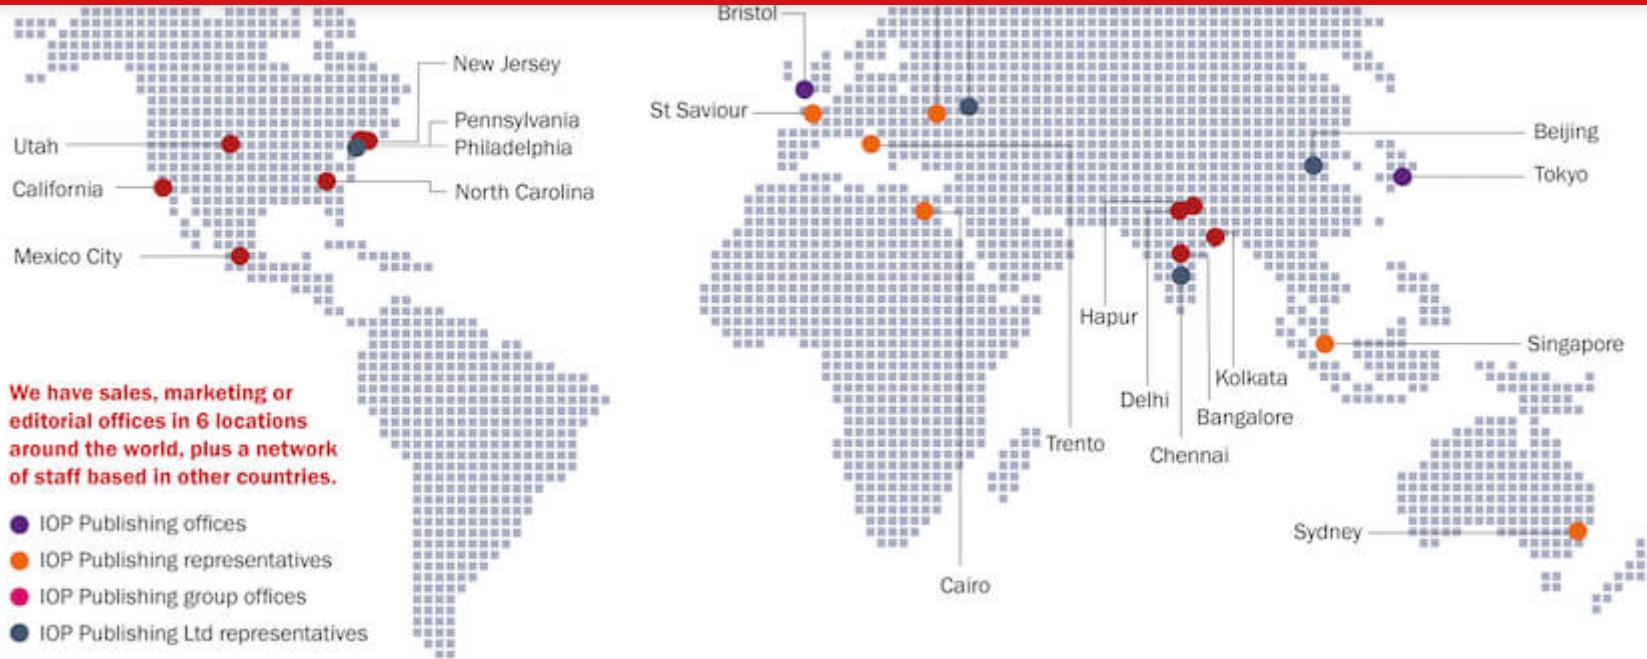 Bristol
New Jersey
St Saviour
Pennsylvania
Beijing
Utah
Philadelphia
Tokyo
California
North Carolina
Mexico City
Hapur
Singapore
Kolkata
We have sales, marketing or
editorial offices in 6 locations
around the world, plus a network
of staff based in other countries.
Delhi
Bangalore
Trento
Chennai
IOP Publishing offices
Sydney
IOP Publishing representatives
Cairo
IOP Publishing group offices
IOP Publishing Ltd representatives